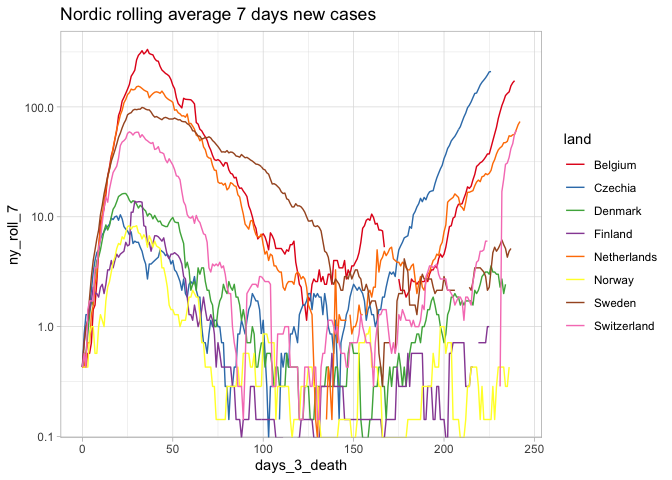 Nordic rolling average 7 days new cases
ny_roll_7
100.0
10.0
1.0
0.1
0
50
100
150
200
250
days_3_death
land
Belgium
Czechia
Denmark
Finland
Netherlands
Norway
Sweden
Switzerland